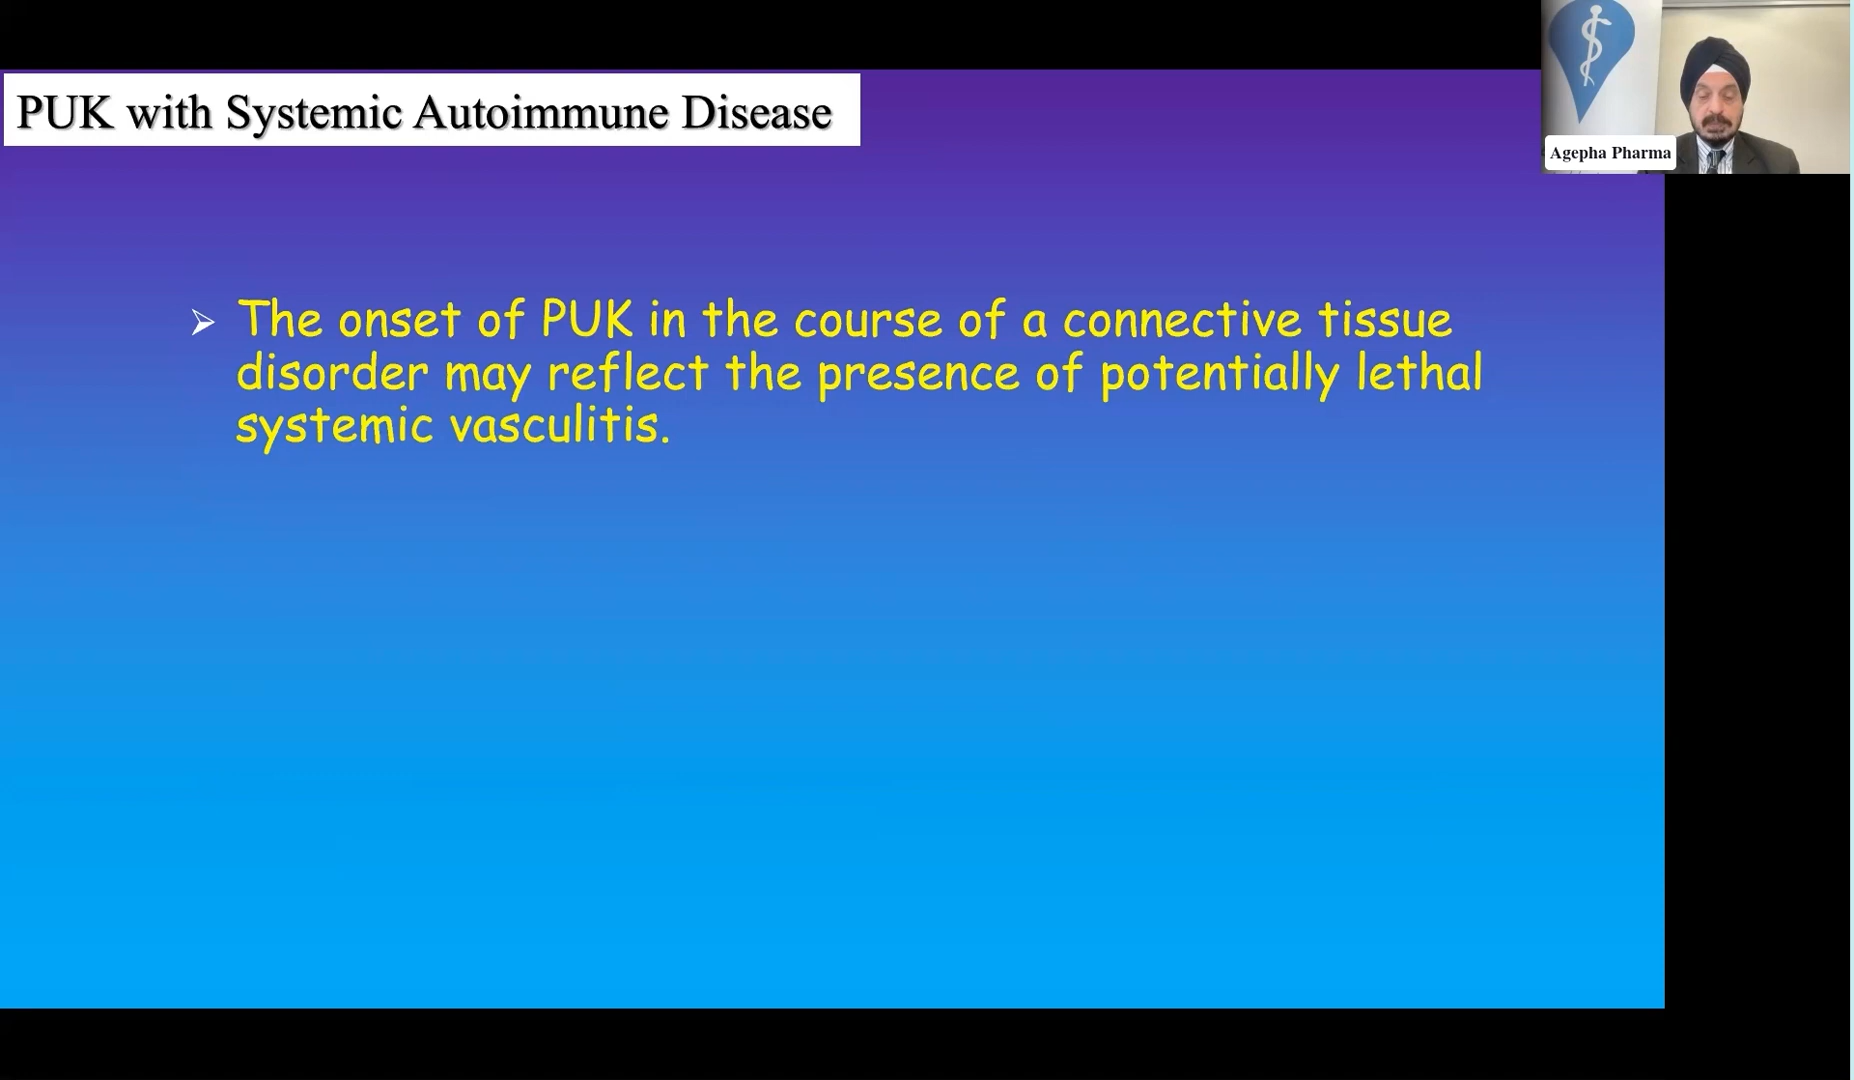 PUK with Systemic Autoimmune Disease
Agepha Pharma
➢ The onset of PUK in the course of a connective tissue
disorder may reflect the presence of potentially lethal
systemic vasculitis.